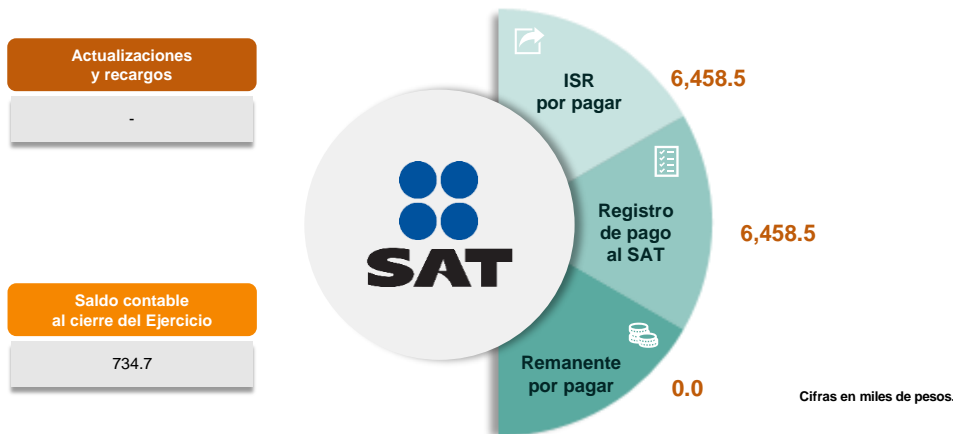 Actualizaciones
y recargos
-
Saldo contable
al cierre del Ejercicio
734.7
SAT
ISR
por pagar
6,458.5
Registro
de pago
al SAT
6,458.5
Remanente
por pagar
0.0
Cifras en miles de pesos.